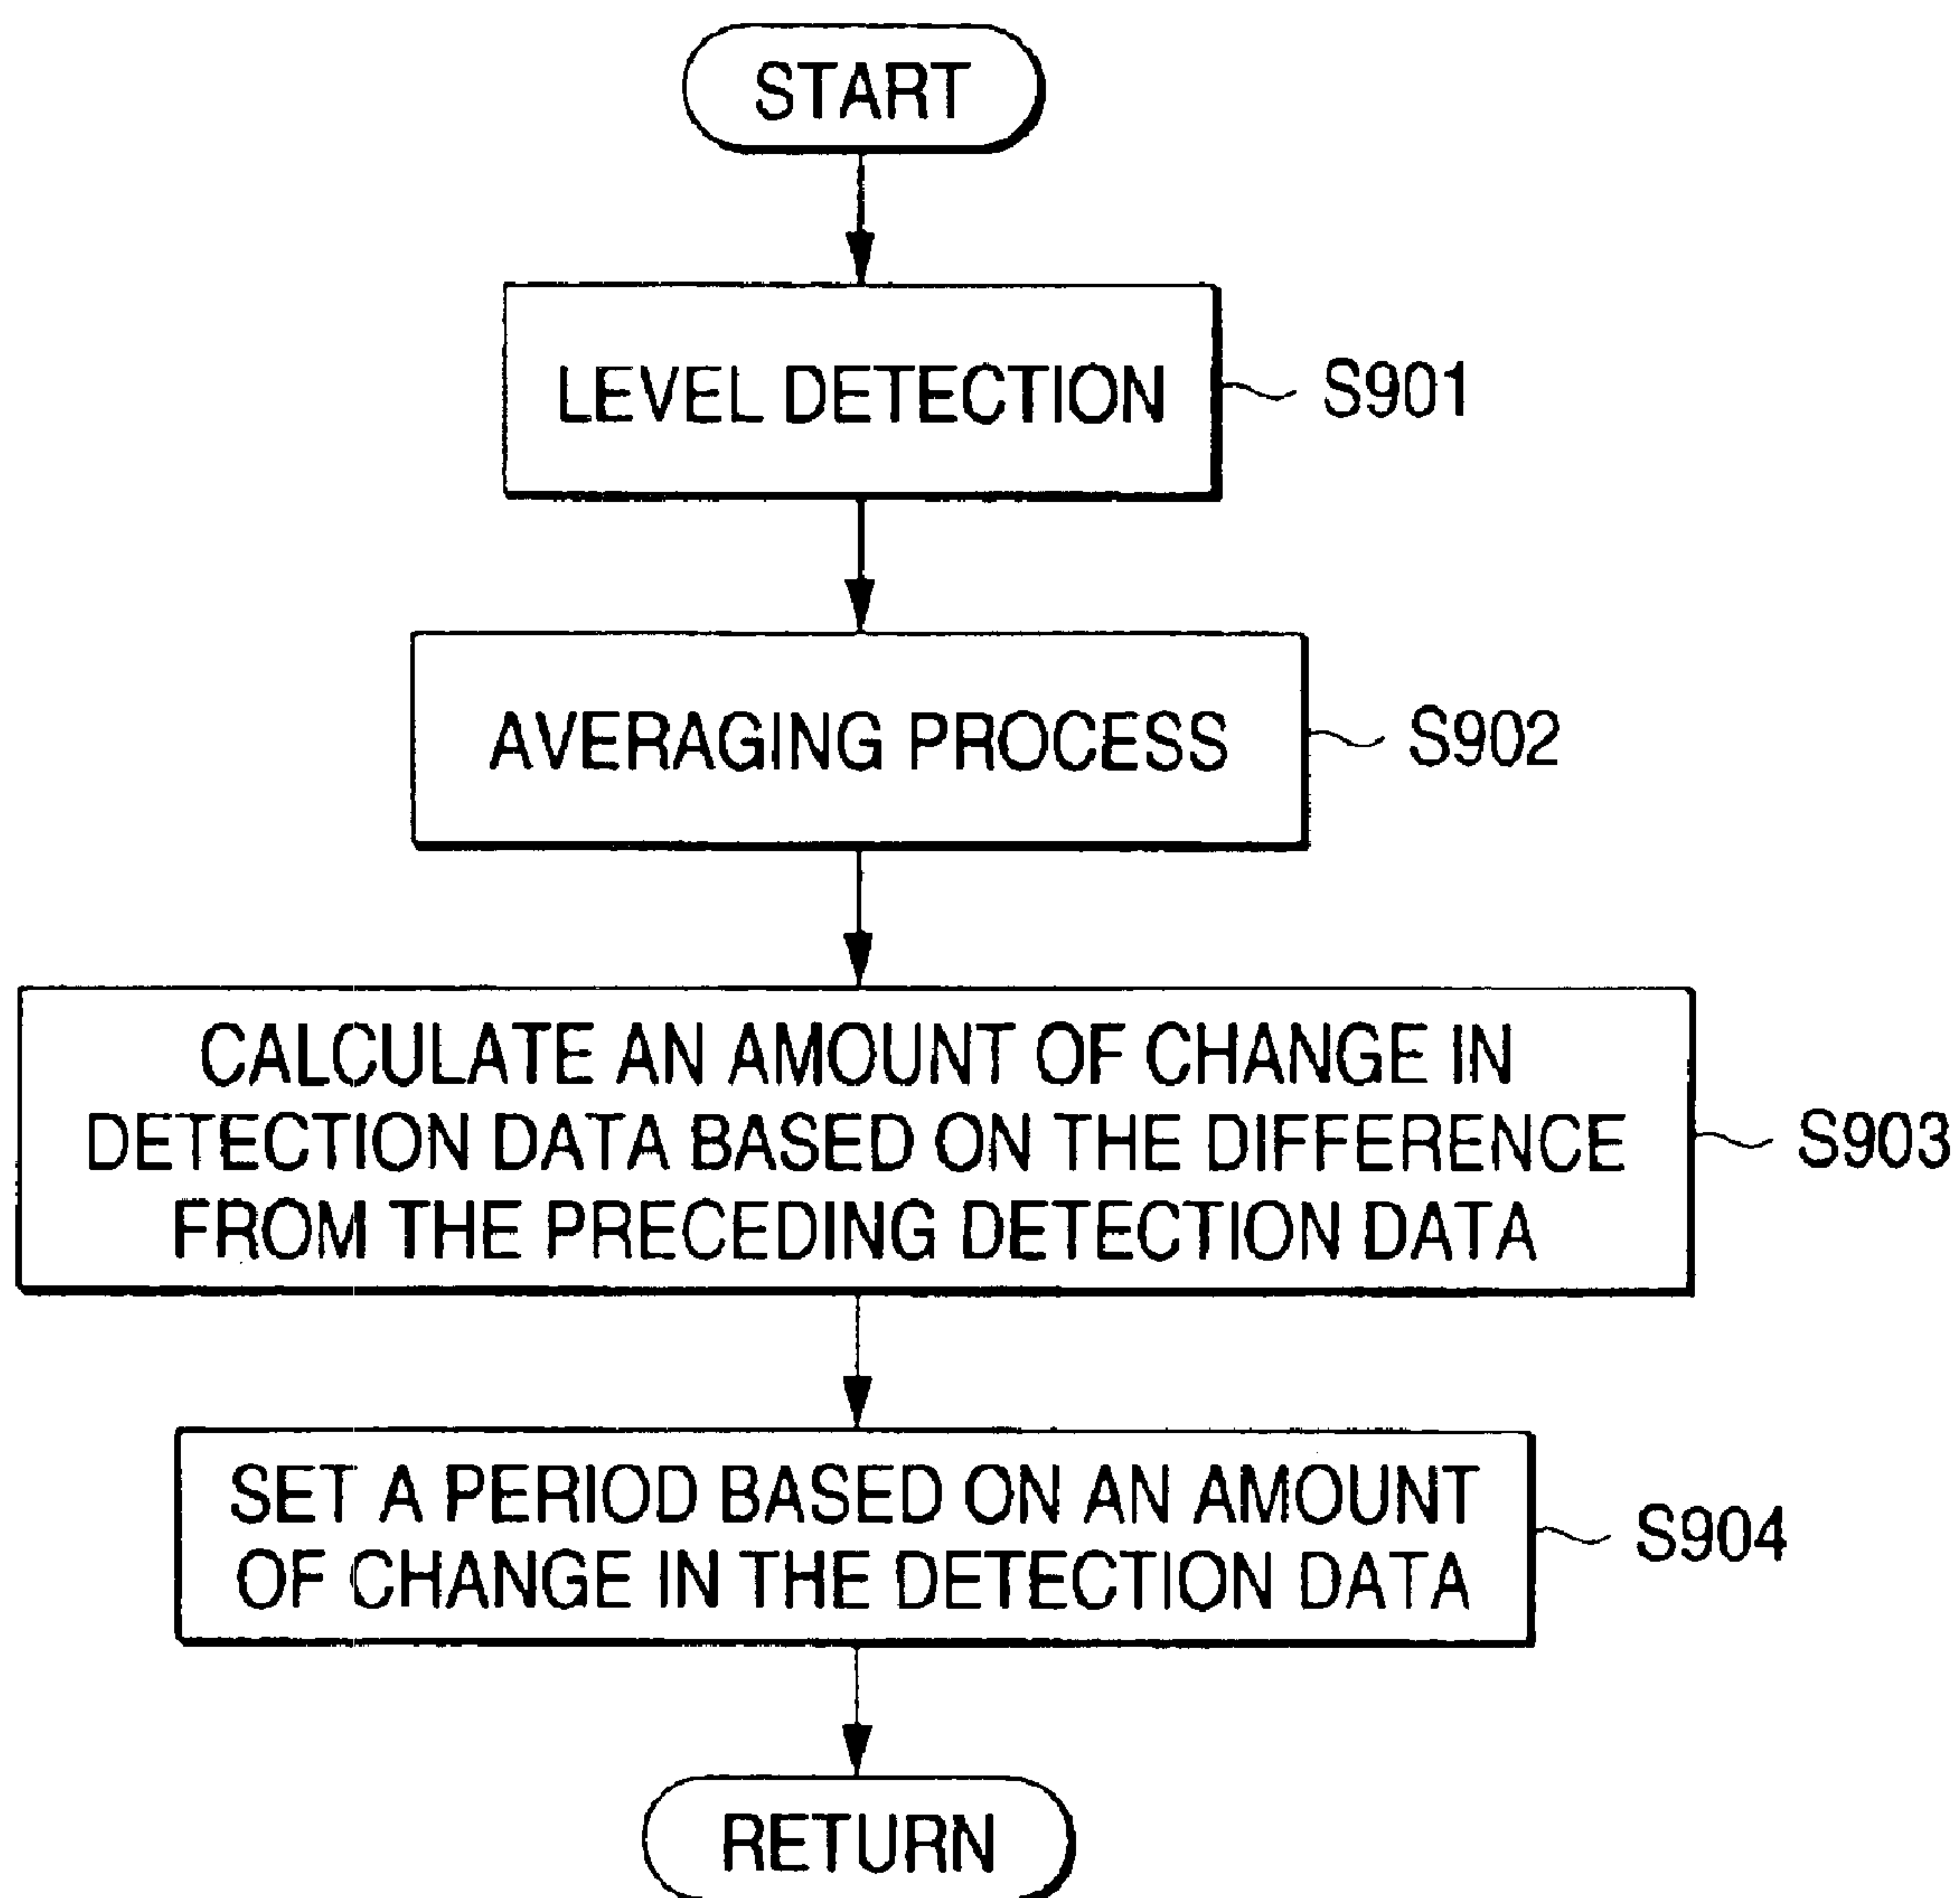 START
LEVEL DETECTION
S901
AVERAGING PROCESS
S902
CALCULATE AN AMOUNT OF CHANGE IN
DETECTION DATA BASED ON THE DIFFERENCE
FROM THE PRECEDING DETECTION DATA
S903
SET A PERIOD BASED ON AN AMOUNT
OF CHANGE IN THE DETECTION DATA
S904
RETURN